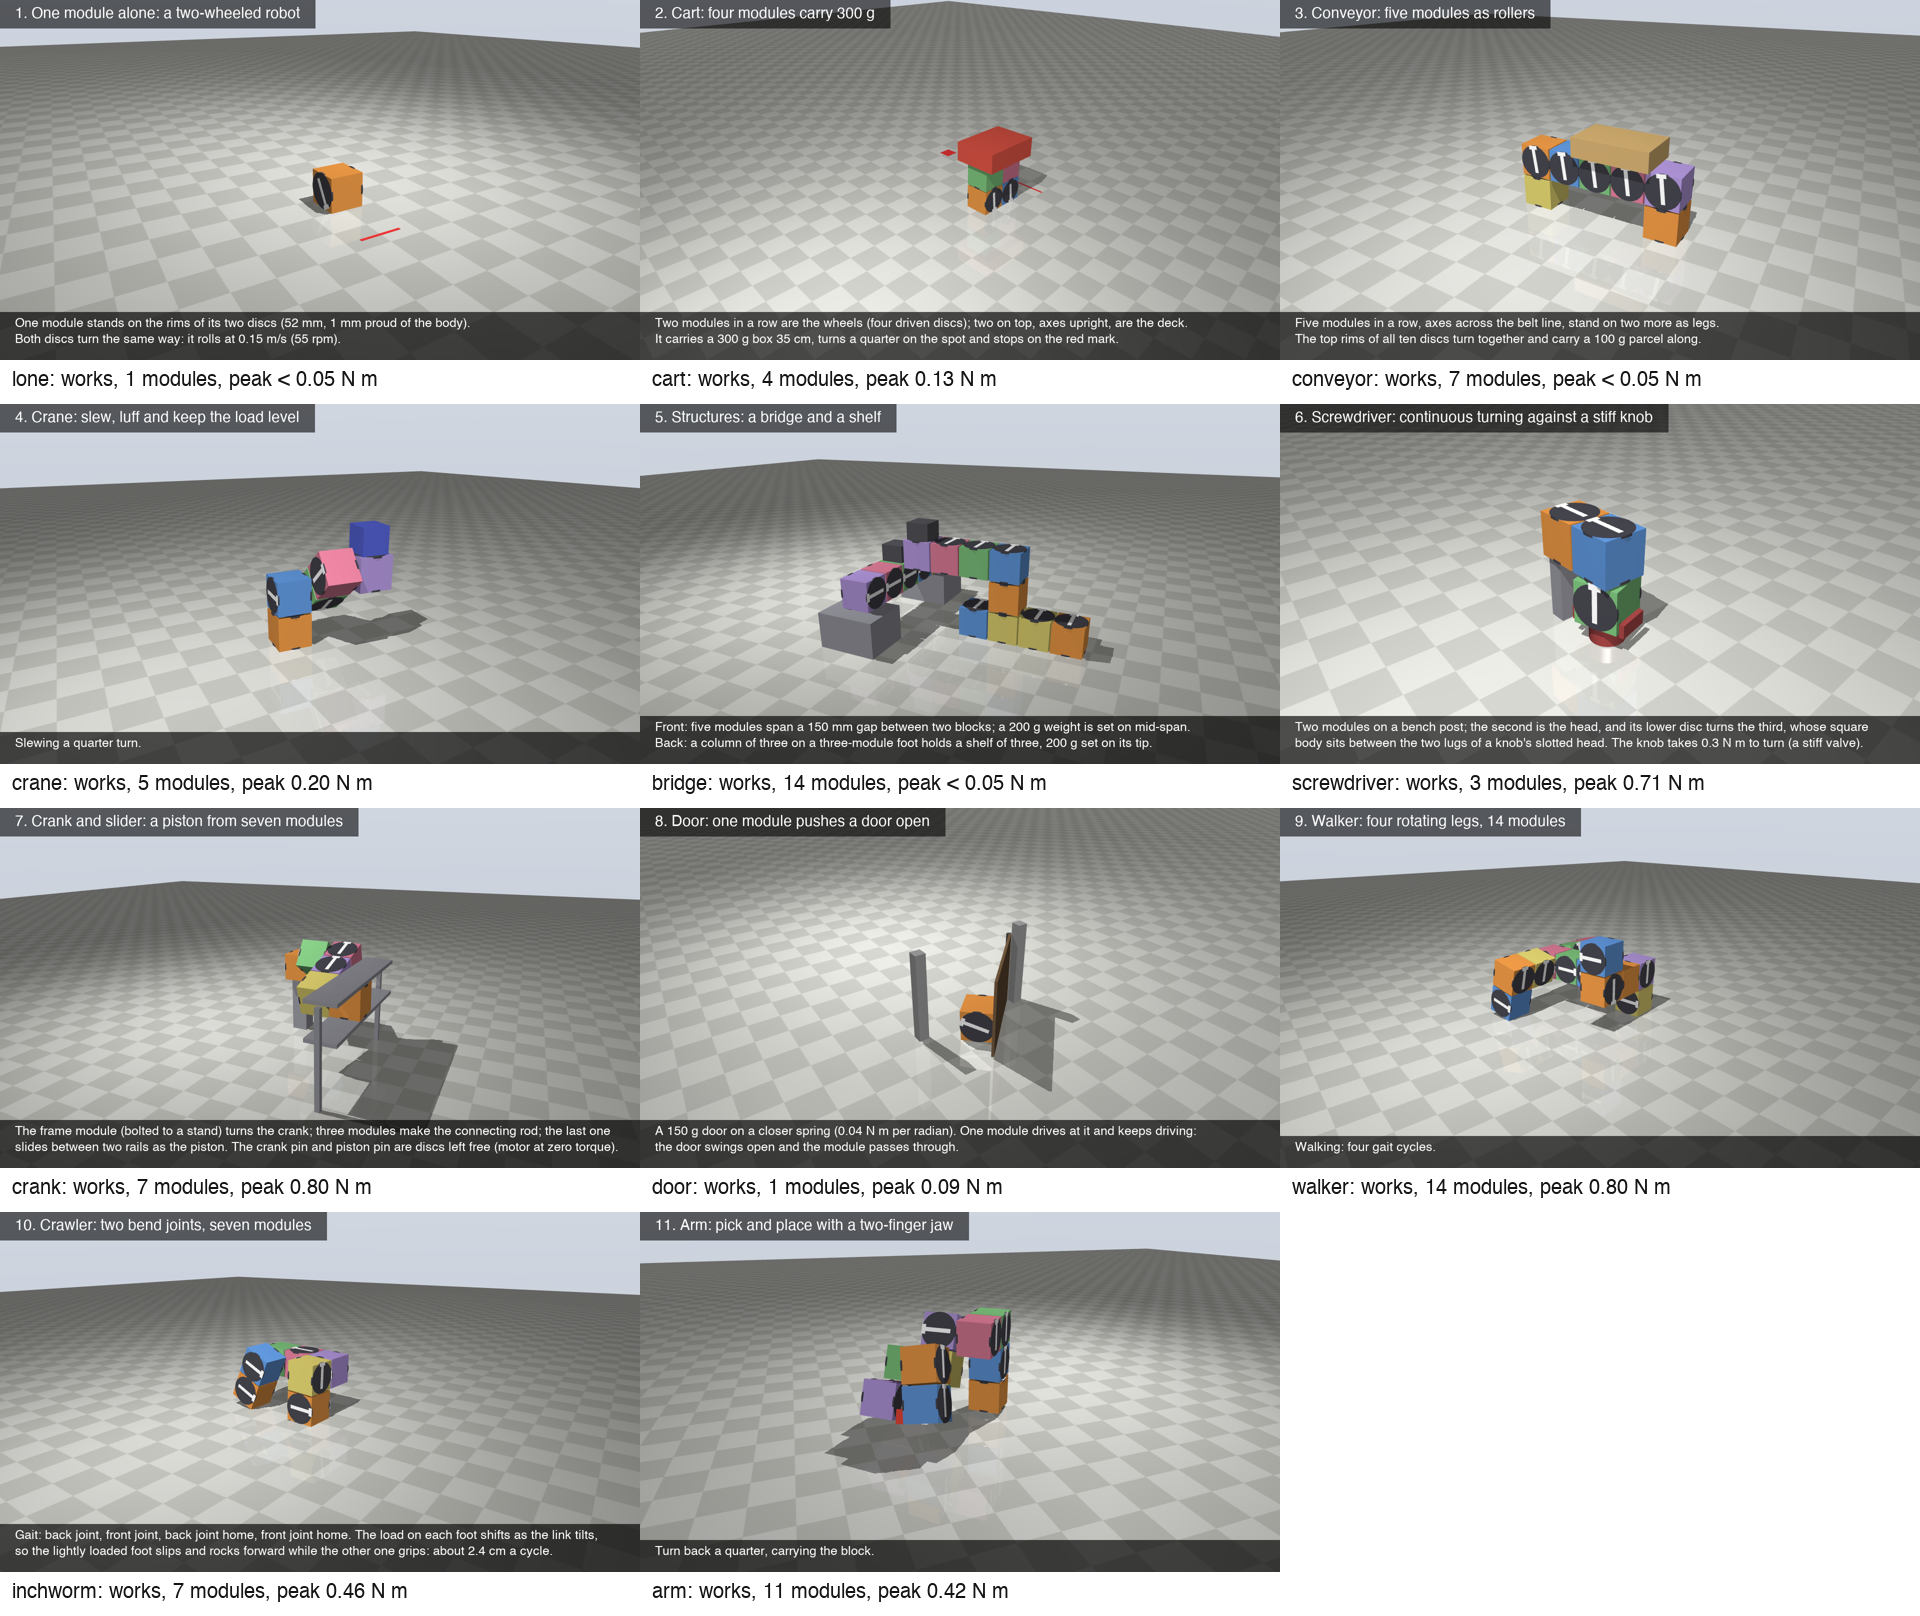 1. One module alone: a two-wheeled robot
One module stands on the rims of its two discs (52 mm, 1 mm proud of the body).
Both discs turn the same way: it rolls at 0.15 m/s (55 rpm).
lone: works, 1 modules, peak < 0.05 N m
2. Cart: four modules carry 300 g
Two modules in a row are the wheels (four driven discs); two on top, axes upright, are the deck.
It carries a 300 g box 35 cm, turns a quarter on the spot and stops on the red mark.
cart: works, 4 modules, peak 0.13 N m
3. Conveyor: five modules as rollers
Five modules in a row, axes across the belt line, stand on two more as legs.
The top rims of all ten discs turn together and carry a 100 g parcel along.
conveyor: works, 7 modules, peak < 0.05 N m
4. Crane: slew, luff and keep the load level
Slewing a quarter turn.
crane: works, 5 modules, peak 0.20 N m
5. Structures: a bridge and a shelf
Front: five modules span a 150 mm gap between two blocks; a 200 g weight is set on mid-span.
Back: a column of three on a three-module foot holds a shelf of three, 200 g set on its tip.
bridge: works, 14 modules, peak < 0.05 N m
6. Screwdriver: continuous turning against a stiff knob
Two modules on a bench post; the second is the head, and its lower disc turns the third, whose square
body sits between the two lugs of a knob's slotted head. The knob takes 0.3 N m to turn (a stiff valve).
screwdriver: works, 3 modules, peak 0.71 N m
7. Crank and slider: a piston from seven modules
The frame module (bolted to a stand) turns the crank; three modules make the connecting rod; the last one
slides between two rails as the piston. The crank pin and piston pin are discs left free (motor at zero torque).
crank: works, 7 modules, peak 0.80 N m
8. Door: one module pushes a door open
A 150 g door on a closer spring (0.04 N m per radian). One module drives at it and keeps driving:
the door swings open and the module passes through.
door: works, 1 modules, peak 0.09 N m
9. Walker: four rotating legs, 14 modules
Walking: four gait cycles.
walker: works, 14 modules, peak 0.80 N m
10. Crawler: two bend joints, seven modules
Gait: back joint, front joint, back joint home, front joint home. The load on each foot shifts as the link tilts,
so the lightly loaded foot slips and rocks forward while the other one grips: about 2.4 cm a cycle.
inchworm: works, 7 modules, peak 0.46 N m
11. Arm: pick and place with a two-finger jaw
Turn back a quarter, carrying the block.
arm: works, 11 modules, peak 0.42 N m